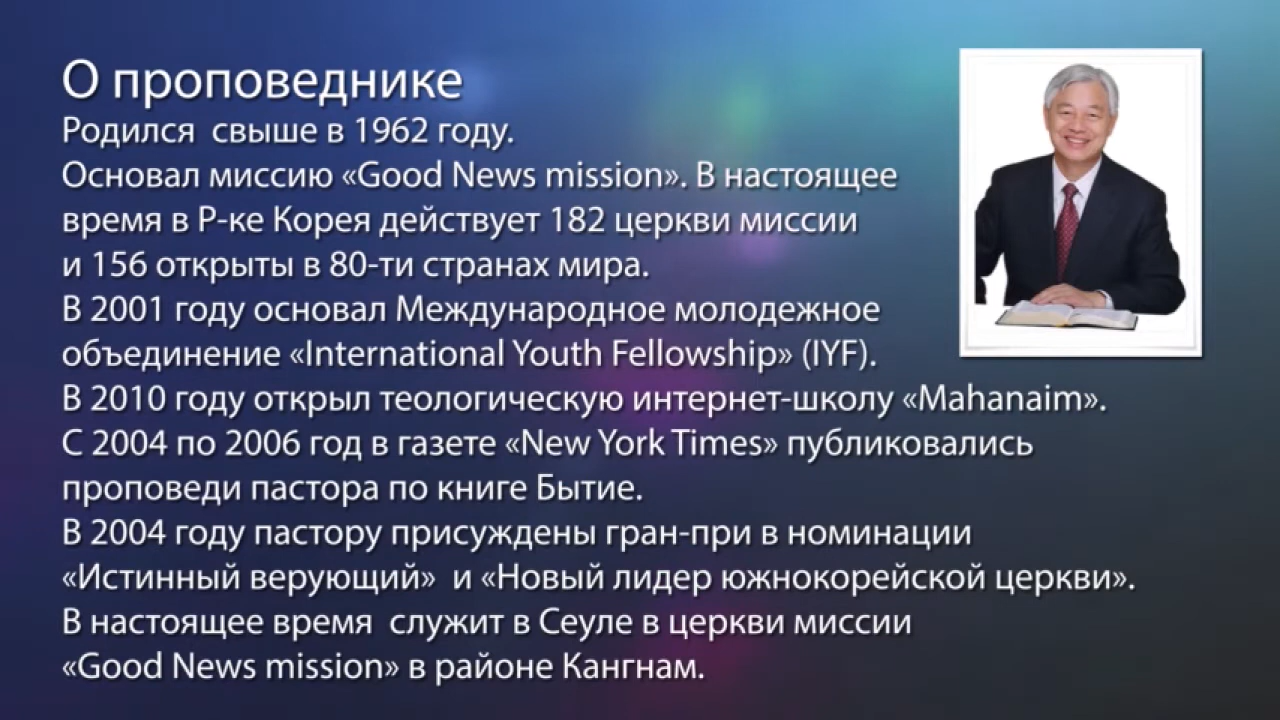 О проповеднике
Родился свыше в 1962 году.
Основал миссию «Good News mission». В настоящее
время в Р-ке Корея действует 182 церкви миссии
и 156 открыты в 80-ти странах мира.
В 2001 году основал Международное молодежное
объединение «International Youth Fellowship» (IYF).
В 2010 году открыл теологическую интернет-школу «Mahanaim».
С 2004 по 2006 год в газете «New York Times» публиковались
проповеди пастора по книге Бытие.
В 2004 году пастору присуждены гран-при в номинации
«Истинный верующий» и «Новый лидер южнокорейской церкви».
В настоящее время служит в Сеуле в церкви миссии
«Good News mission» в районе Кангнам.